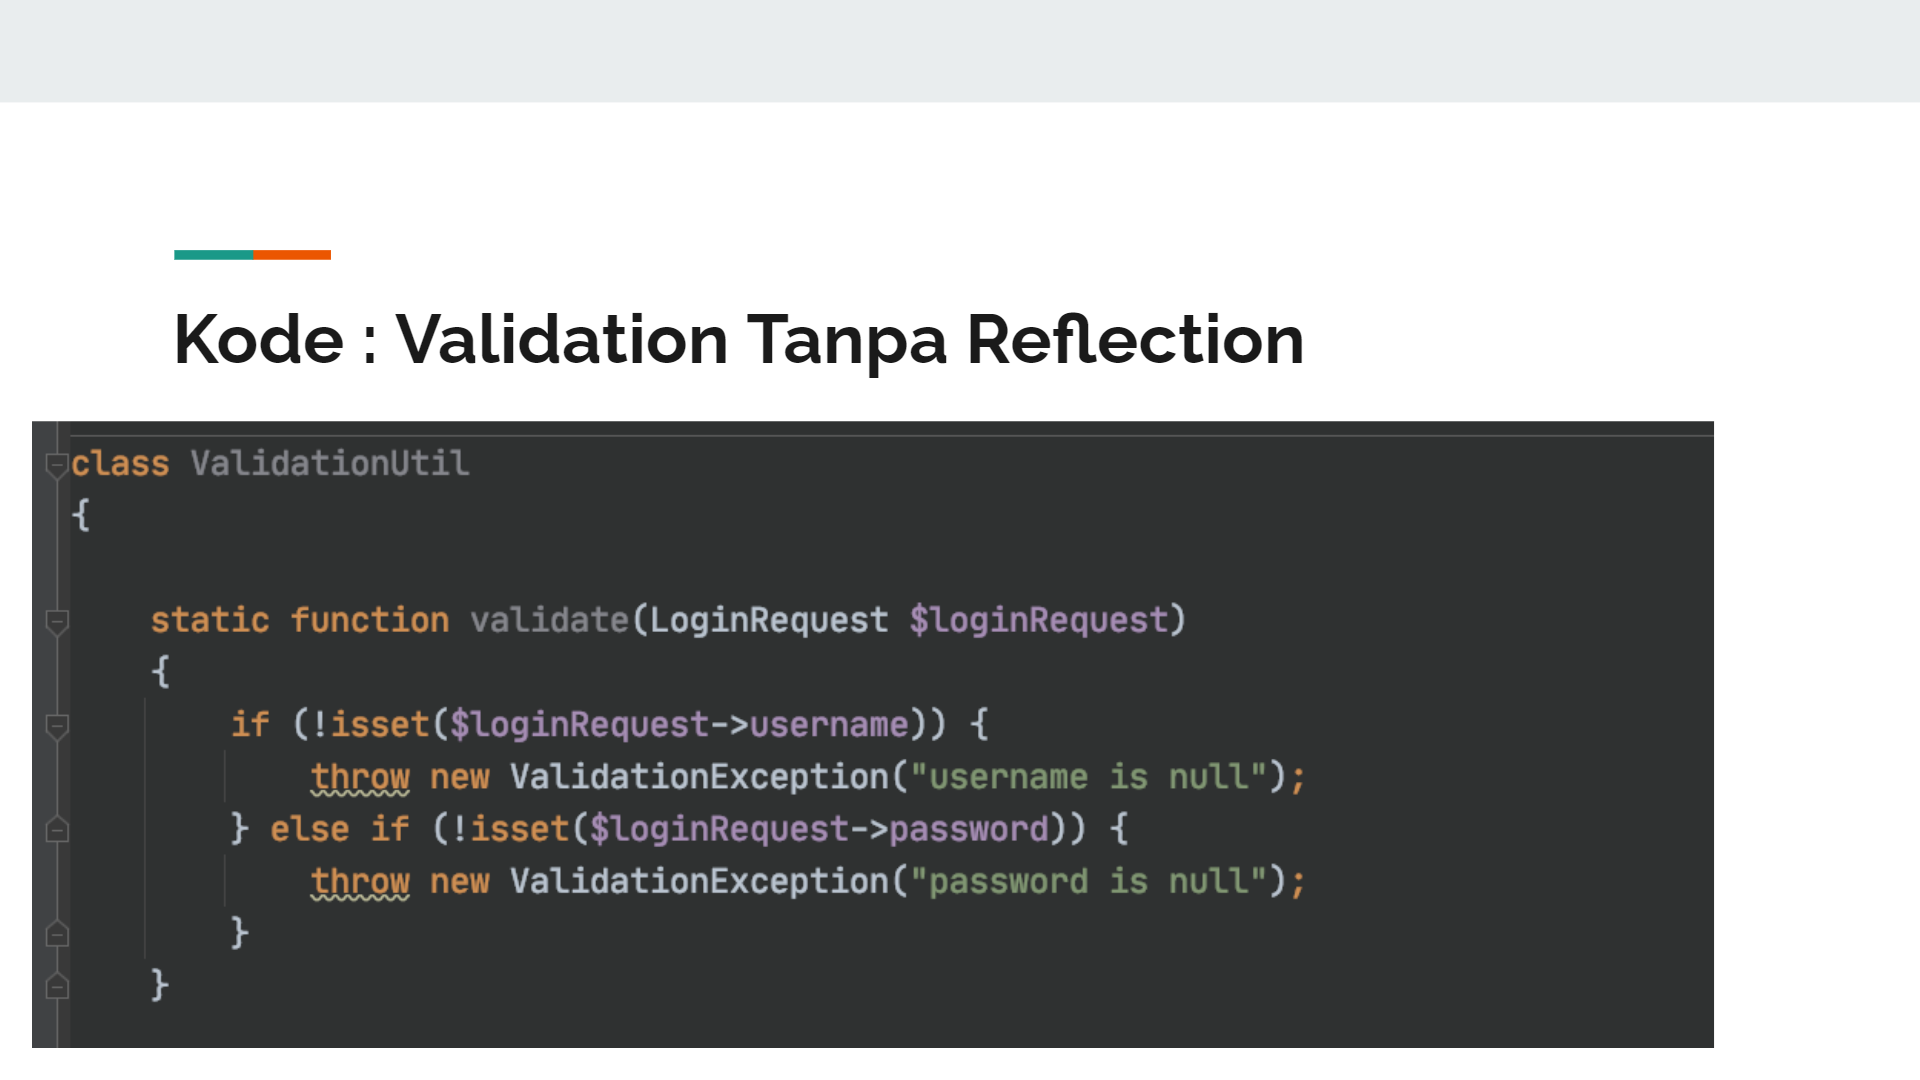 Kode : Validation Tanpa Reflection
class ValidationUtil
{
    static function validate(LoginRequest $loginRequest)
    {
        if (!isset($loginRequest->username)) {
            throw new ValidationException("username is null");
        } else if (!isset($loginRequest->password)) {
            throw new ValidationException("password is null");
        }
    }